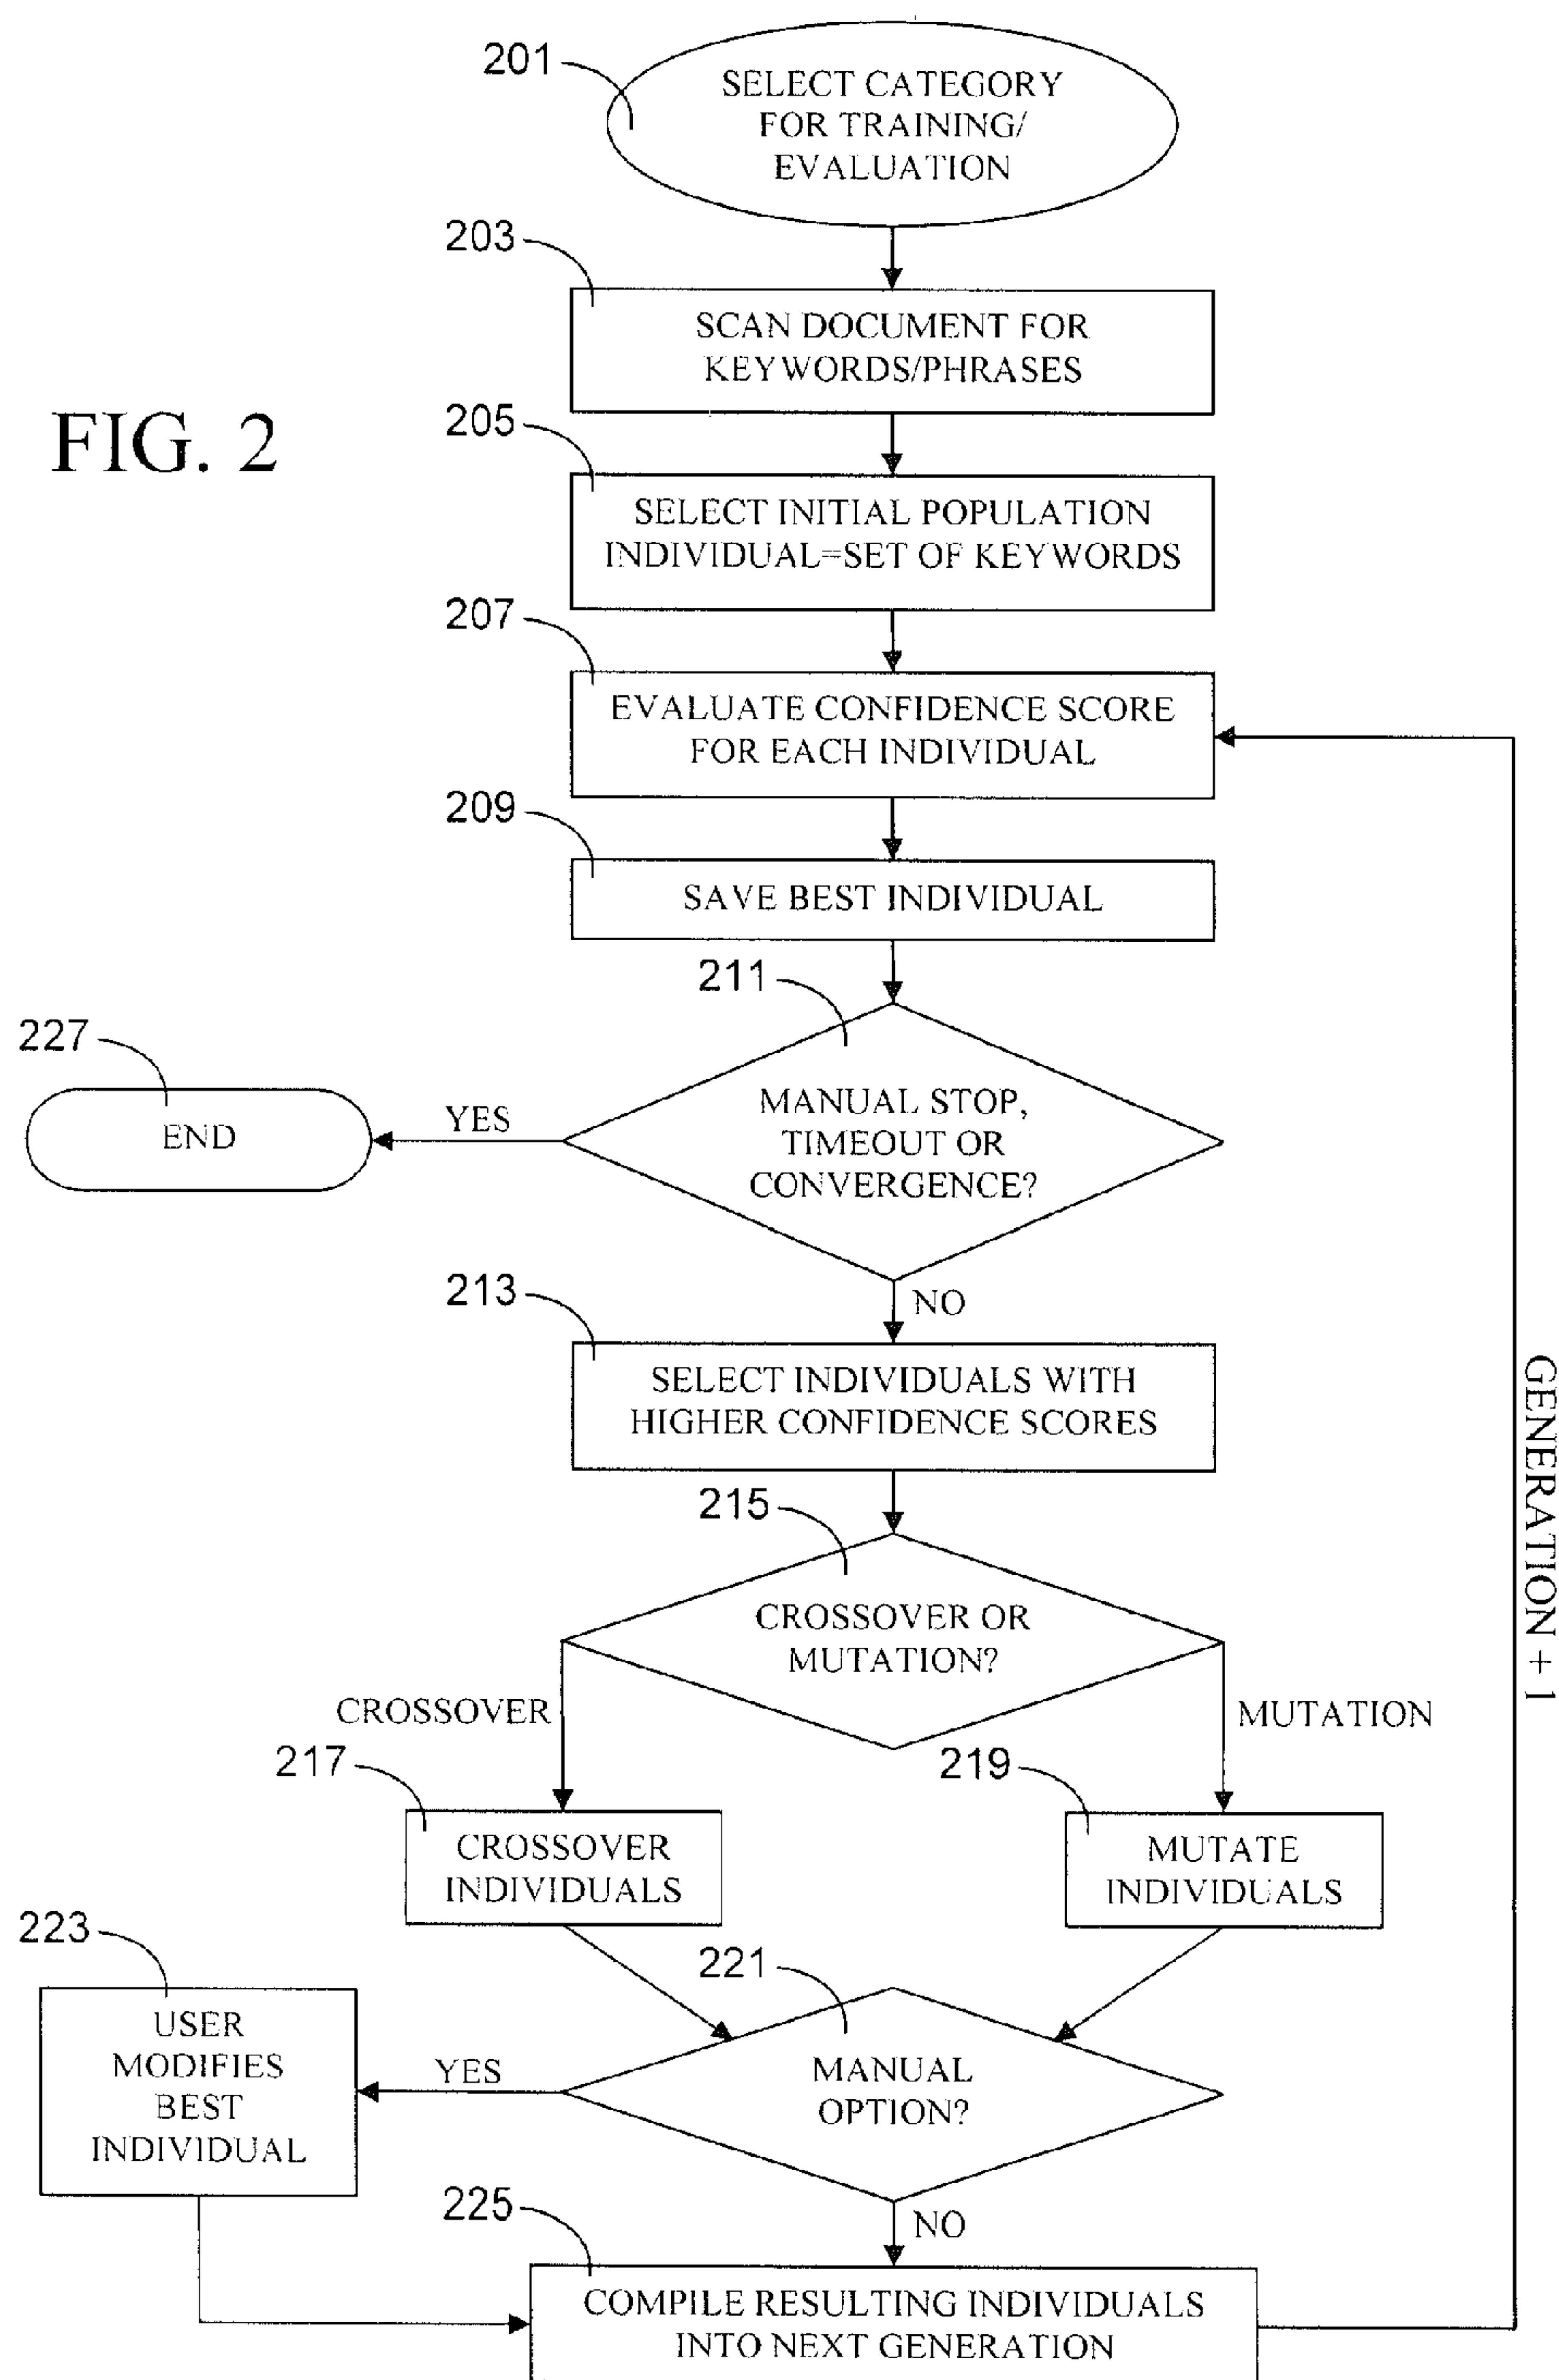 201
SELECT CATEGORY
FOR TRAINING/
EVALUATION
203
SCAN DOCUMENT FOR
KEYWORDS/PHRASES
FIG. 2
205
SELECT INITIAL POPULATION
INDIVIDUAL=SET OF KEYWORDS
207
EVALUATE CONFIDENCE SCORE
FOR EACH INDIVIDUAL
209
SAVE BEST INDIVIDUAL
211
MANUAL STOP,
TIMEOUT OR
CONVERGENCE?
227
END
YES
NO
213
SELECT INDIVIDUALS WITH
HIGHER CONFIDENCE SCORES
GENERATION + 1
215
CROSSOVER OR
MUTATION?
CROSSOVER
MUTATION
217
CROSSOVER
INDIVIDUALS
219
MUTATE
INDIVIDUALS
221
MANUAL
OPTION?
223
USER
MODIFIES
BEST
INDIVIDUAL
YES
NO
225
COMPILE RESULTING INDIVIDUALS
INTO NEXT GENERATION